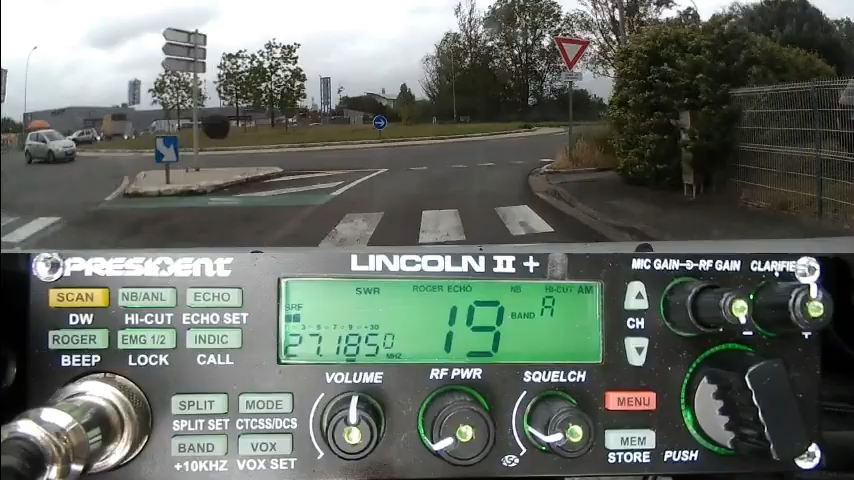 PRESIDENT
LINCOLN II +
MIC GAIN RF GAIN CLARIFIER
SCAN NB/ANL ECHO
DW HI-CUT ECHO SET
ROGER EMG 1/2 INDIC
BEEP LOCK CALL
SWR ROGER ECHO NB HI-CUT AM
SRF
19 BAND A
27.1850 MHZ
CH
VOLUME RF PWR SQUELCH
SPLIT MODE
SPLIT SET CTCSS/DCS
BAND VOX
+10KHZ VOX SET
ASC
MENU
MEM
STORE PUSH